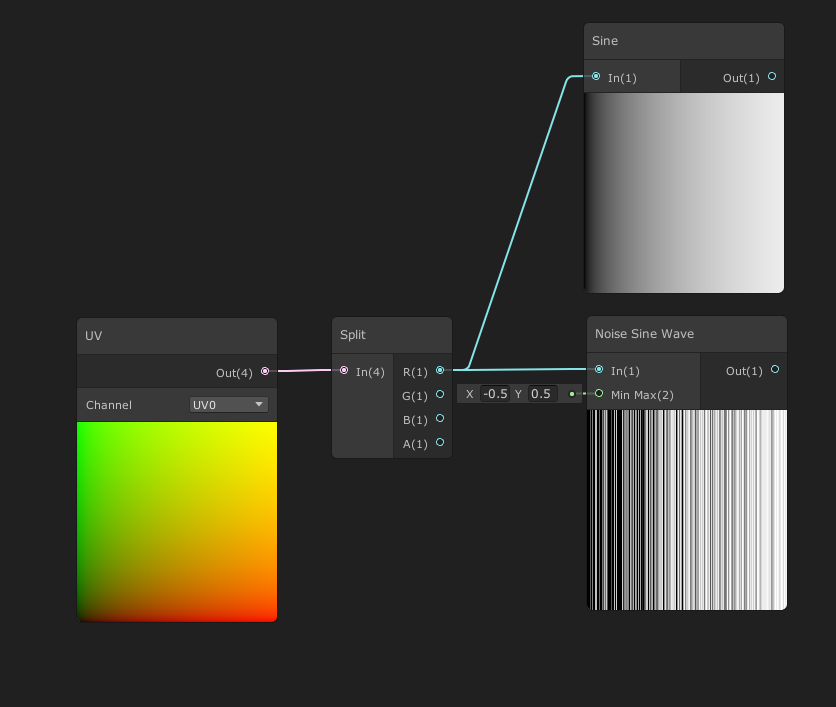 Sine
In(1) Out(1)
UV
Out(4)
Channel UV0
Split
In(4) R(1)
G(1)
B(1)
A(1)
X -0.5 Y 0.5
Noise Sine Wave
In(1) Out(1)
Min Max(2)